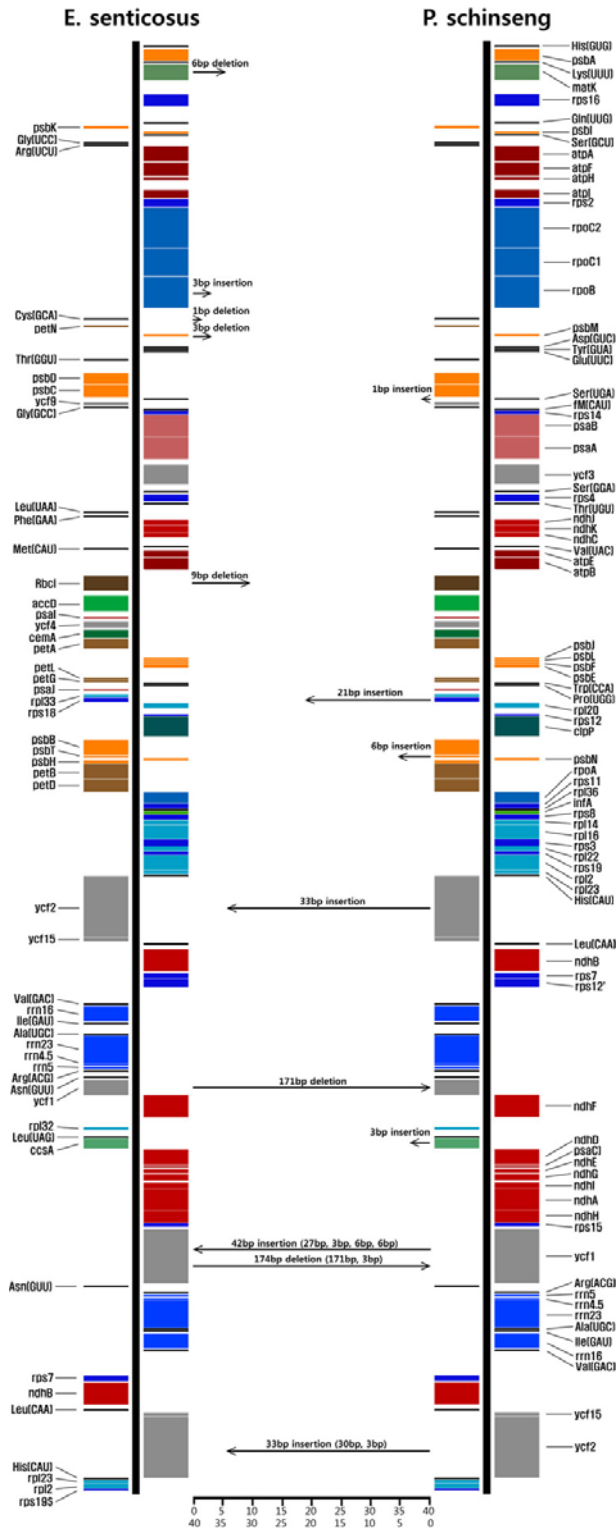 E. senticosus
P. schinseng
His(GUG)
psbA
Lys(UUU)
matK
rps16
Gln(UUG)
psbI
Ser(GCU)
atpA
atpF
atpH
atpI
rps2
rpoC2
rpoC1
rpoB
psbM
Asp(GUC)
Tyr(GUA)
Glu(UUC)
Ser(UGA)
fM(CAU)
rps14
psaB
psaA
ycf3
Ser(GGA)
rps4
Thr(UGU)
ndhJ
ndhK
ndhC
Val(UAC)
atpE
atpB
psbJ
psbL
psbF
psbE
Trp(CCA)
Pro(UGG)
rpl20
rps12
clpP
psbN
rpoA
rps11
rpl36
infA
rps8
rpl14
rpl16
rps3
rpl22
rps19
rpl2
rpl23
His(CAU)
Leu(CAA)
ndhB
rps7
rps12'
ndhF
ndhD
psaC)
ndhE
ndhG
ndhI
ndhA
ndhH
rps15
ycf1
Arg(ACG)
rrn5
rrn4.5
rrn23
Ala(UGC)
Ile(GAU)
rrn16
Val(GAC)
ycf15
ycf2
psbK
Gly(UCC)
Arg(UCU)
Cys(GCA)
petN
Thr(GGU)
psbD
psbC
ycf9
Gly(GCC)
Leu(UAA)
Phe(GAA)
Met(CAU)
Rbcl
accD
psaI
ycf4
cemA
petA
petL
petG
psaJ
rpl33
rps18
psbB
psbT
psbH
petB
petD
ycf2
ycf15
Val(GAC)
rrn16
Ile(GAU)
Ala(UGC)
rrn23
rrn4.5
rrn5
Arg(ACG)
Asn(GUU)
ycf1
rpl32
Leu(UAG)
ccsA
Asn(GUU)
rps7
ndhB
Leu(CAA)
His(CAU)
rpl23
rpl2
rps19$
6bp deletion
3bp insertion
1bp deletion
3bp deletion
1bp insertion
9bp deletion
21bp insertion
6bp insertion
33bp insertion
171bp deletion
3bp insertion
42bp insertion (27bp, 3bp, 6bp, 6bp)
174bp deletion (171bp, 3bp)
33bp insertion (30bp, 3bp)
0 5 10 15 20 25 30 35 40
40 35 30 25 20 15 10 5 0